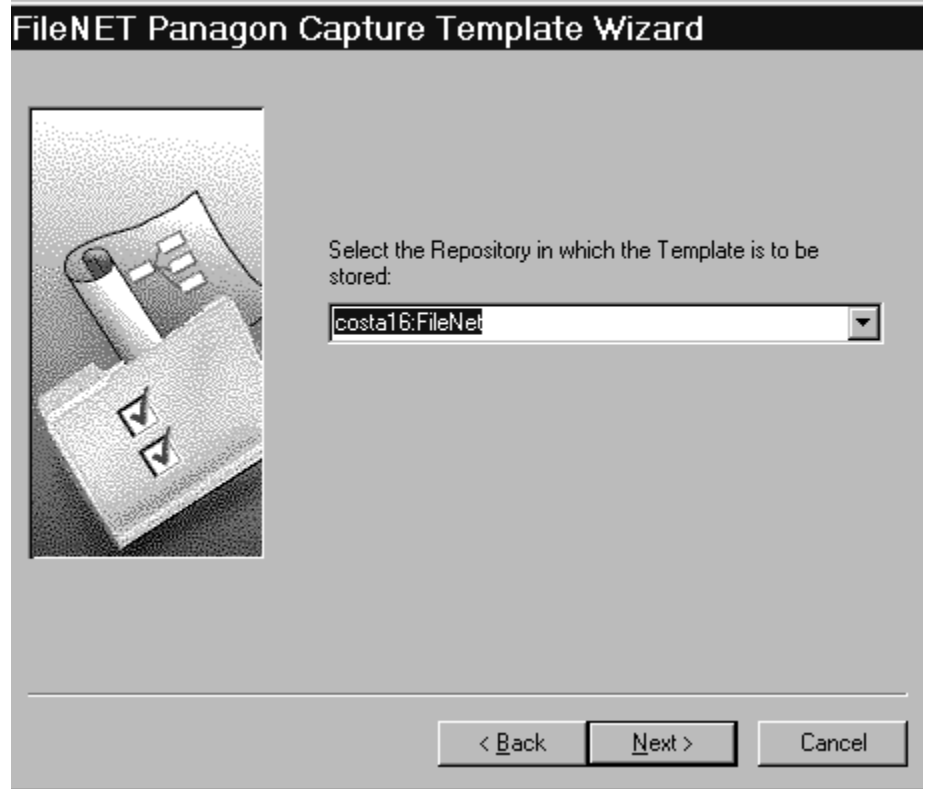 FileNET Panagon Capture Template Wizard
Select the Repository in which the Template is to be
stored:
costa16:FileNet
< Back
Next >
Cancel